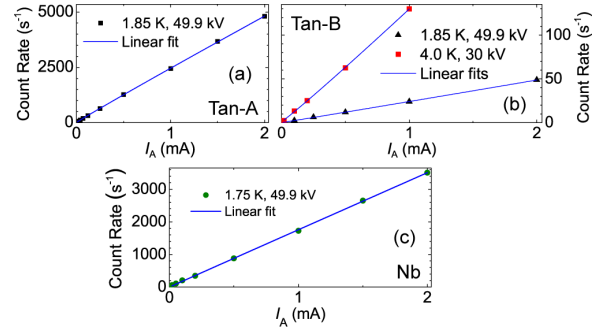 5000
2500
0
Count Rate (s⁻¹)
1.85 K, 49.9 kV
Linear fit
(a)
Tan-A
0 1 2
I_A (mA)
Tan-B
1.85 K, 49.9 kV
4.0 K, 30 kV
Linear fits
(b)
100
50
0
Count Rate (s⁻¹)
0 1 2
I_A (mA)
3000
2000
1000
0
Count Rate (s⁻¹)
1.75 K, 49.9 kV
Linear fit
(c)
Nb
0 1 2
I_A (mA)